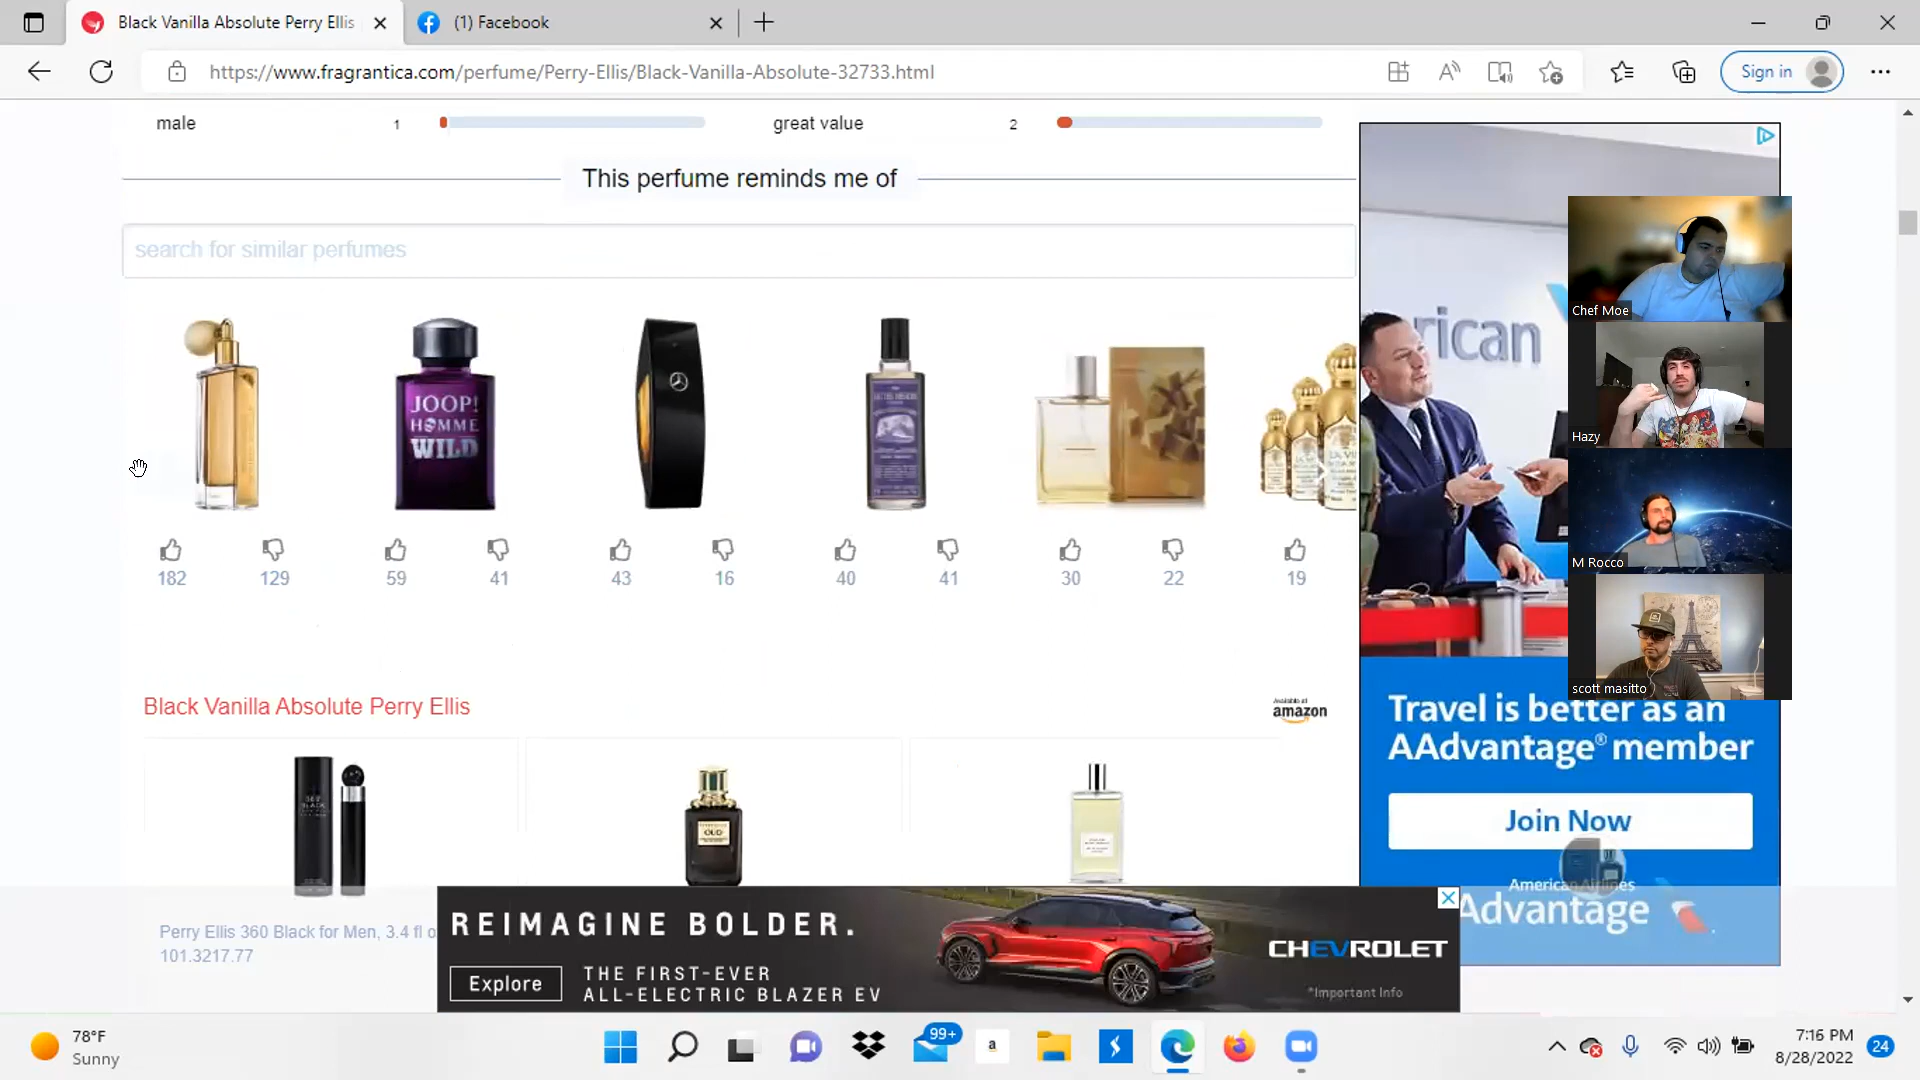 Black Vanilla Absolute Perry Ellis
(1) Facebook
https://www.fragrantica.com/perfume/Perry-Ellis/Black-Vanilla-Absolute-32733.html
Sign in
male 1
great value 2
This perfume reminds me of
search for similar perfumes
JOOP!
HOMME
WILD
182 129 59 41 43 16 40 41 30 22 19
Black Vanilla Absolute Perry Ellis
Available at
amazon
OUD
Perry Ellis 360 Black for Men, 3.4 fl o
101.3217.77
REIMAGINE BOLDER.
Explore
THE FIRST-EVER
ALL-ELECTRIC BLAZER EV
CHEVROLET
*Important Info
rican
Chef Moe
Hazy
M Rocco
scott masitto
Travel is better as an
AAdvantage® member
Join Now
American Airlines
Advantage
78°F
Sunny
99+
a
7:16 PM
8/28/2022
24